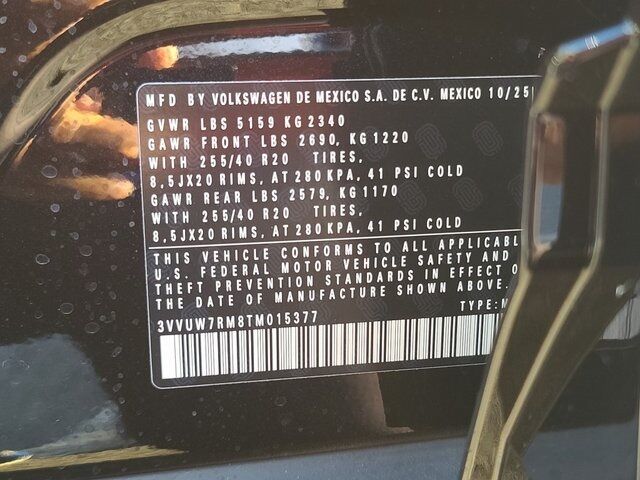 MFD BY VOLKSWAGEN DE MEXICO S.A. DE C.V. MEXICO 10/25
GVWR LBS 5159 KG 2340
GAWR FRONT LBS 2690, KG 1220
WITH 255/40 R20 TIRES,
8,5JX20 RIMS, AT 280 KPA, 41 PSI COLD
GAWR REAR LBS 2579, KG 1170
WITH 255/40 R20 TIRES,
8,5JX20 RIMS, AT 280 KPA, 41 PSI COLD
THIS VEHICLE CONFORMS TO ALL APPLICABL
U.S. FEDERAL MOTOR VEHICLE SAFETY AND
THEFT PREVENTION STANDARDS IN EFFECT O
THE DATE OF MANUFACTURE SHOWN ABOVE.
3VVUW7RM8TM015377 TYPE:M